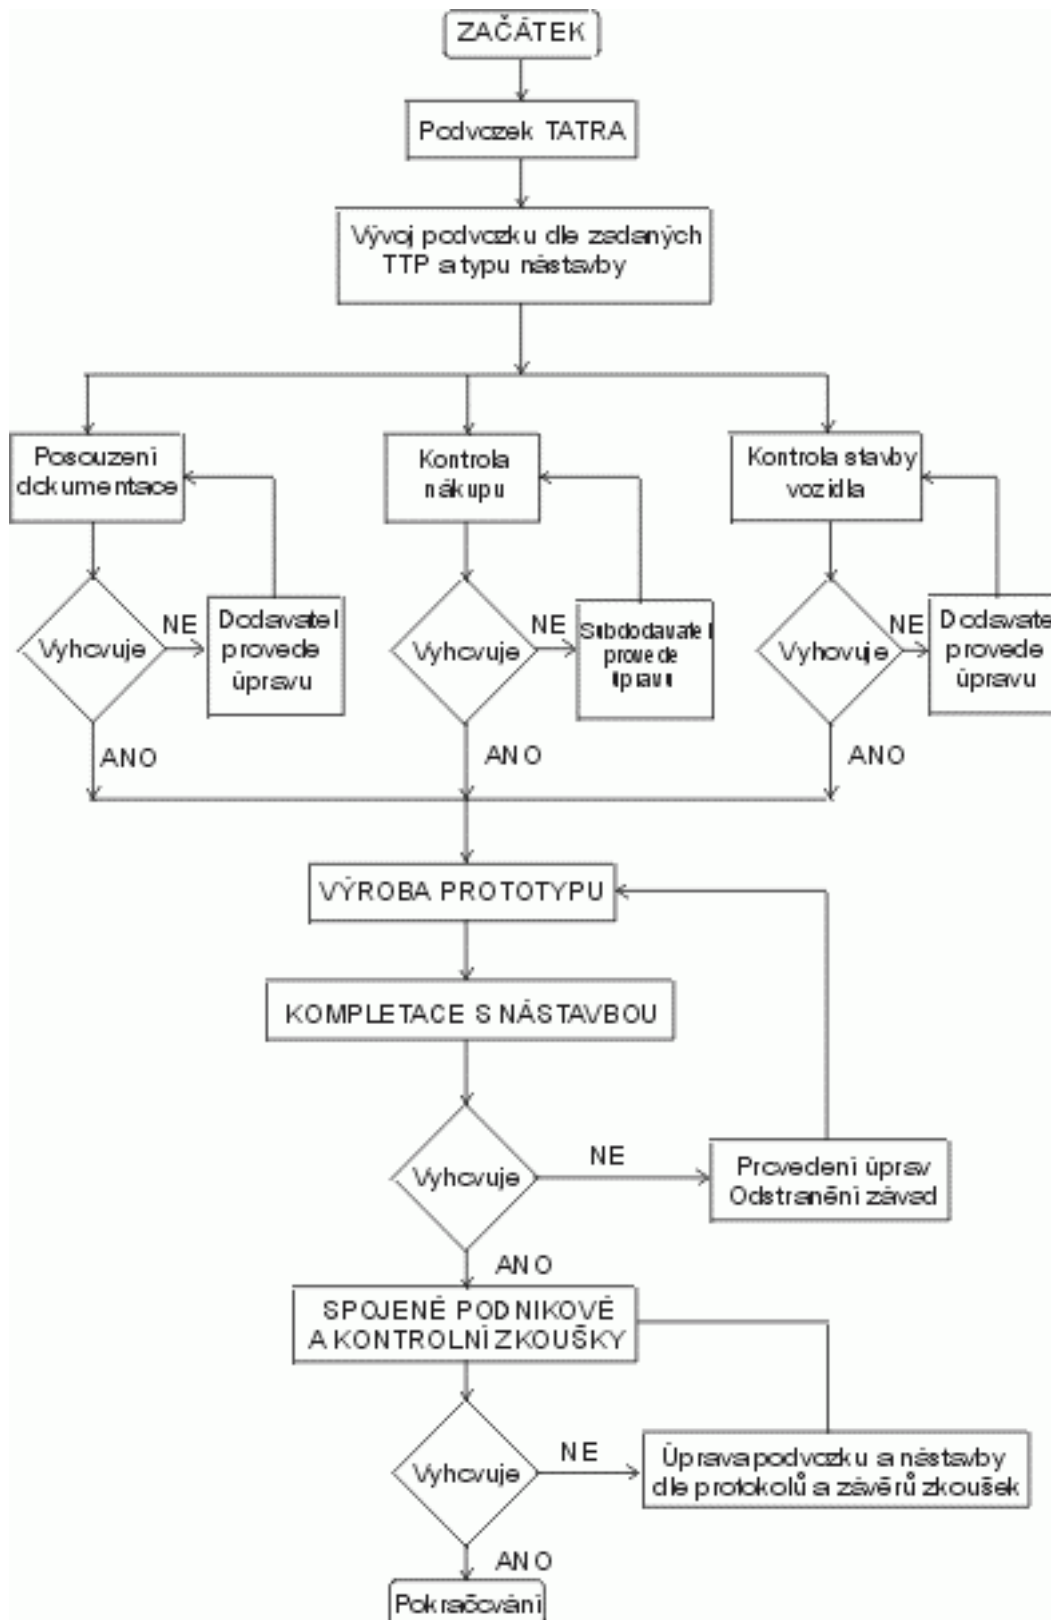 ZAČÁTEK
Podvozek TATRA
Vývoj podvozku dle zadaných
TTP a typu nástavby
Posouzení
dokumentace
Kontrola
nákupu
Kontrola stavby
vozidla
Vyhovuje
NE
Dodavatel
provede
úpravu
ANO
Vyhovuje
NE
Subdodavatel
provede
úpravu
ANO
Vyhovuje
NE
Dodavate
provede
úpravu
ANO
VÝROBA PROTOTYPU
KOMPLETACE S NÁSTAVBOU
Vyhovuje
NE
Provedení úprav
Odstranění závad
ANO
SPOJENÉ PODNIKOVÉ
A KONTROLNÍ ZKOUŠKY
Vyhovuje
NE
Úprava podvozku a nástavby
dle protokolů a závěrů zkoušek
ANO
Pokračování